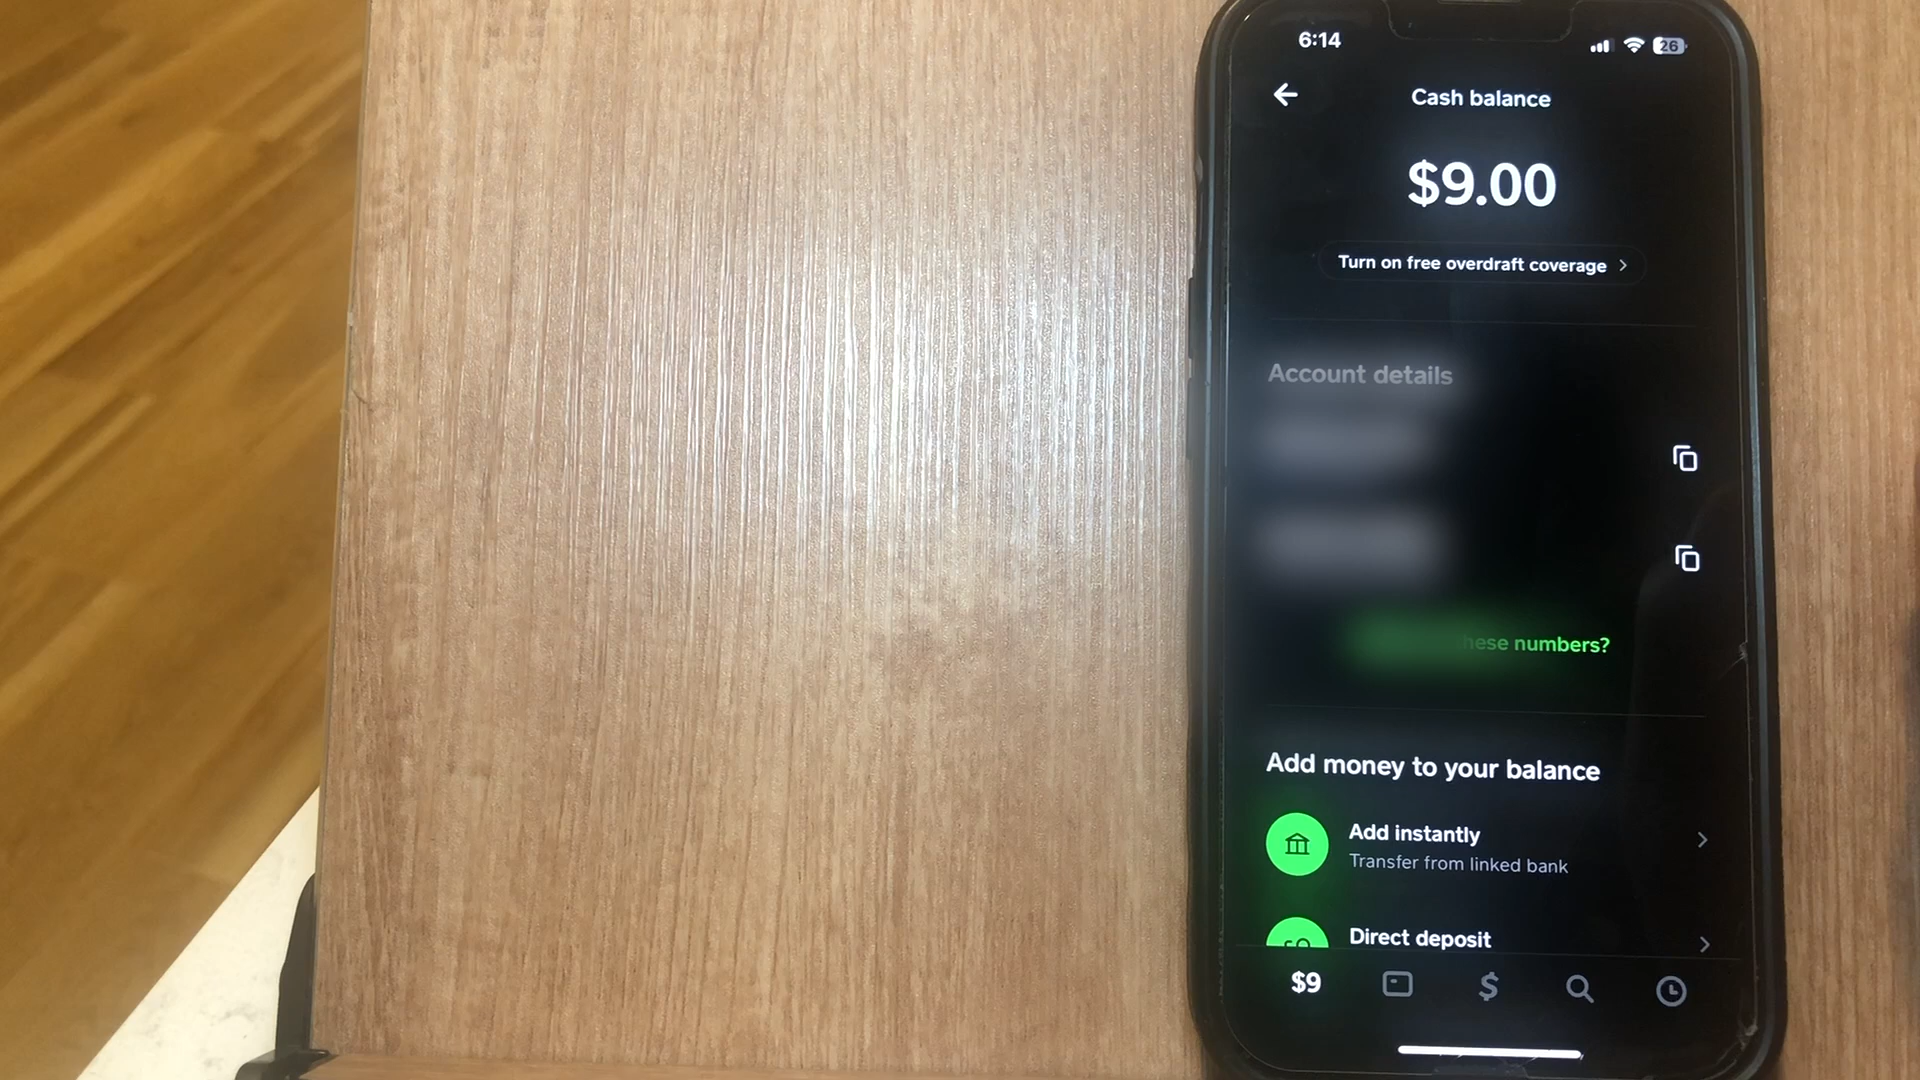 6:14
26
Cash balance
$9.00
Turn on free overdraft coverage
Account details
hese numbers?
Add money to your balance
Add instantly
Transfer from linked bank
Direct deposit
$9